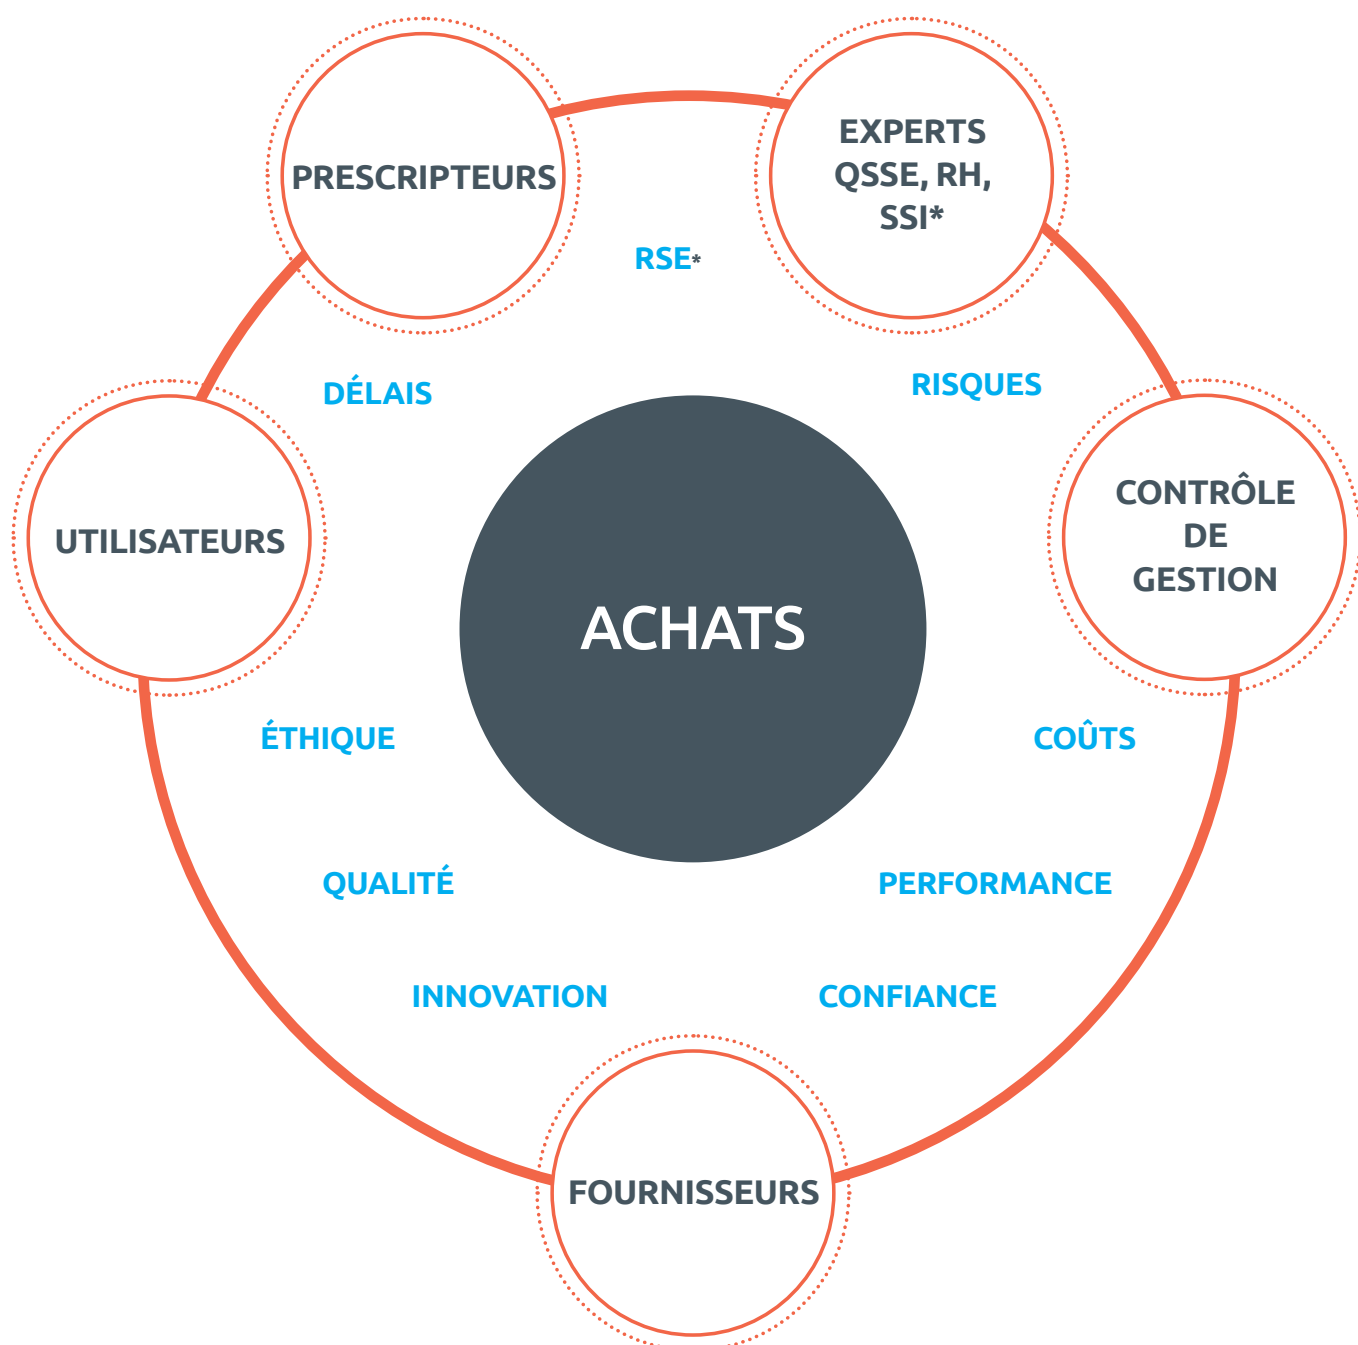 PRESCRIPTEURS
EXPERTS
QSSE, RH,
SSI*
RSE*
DÉLAIS
RISQUES
UTILISATEURS
CONTRÔLE
DE
GESTION
ACHATS
ÉTHIQUE
COÛTS
QUALITÉ
PERFORMANCE
INNOVATION
CONFIANCE
FOURNISSEURS